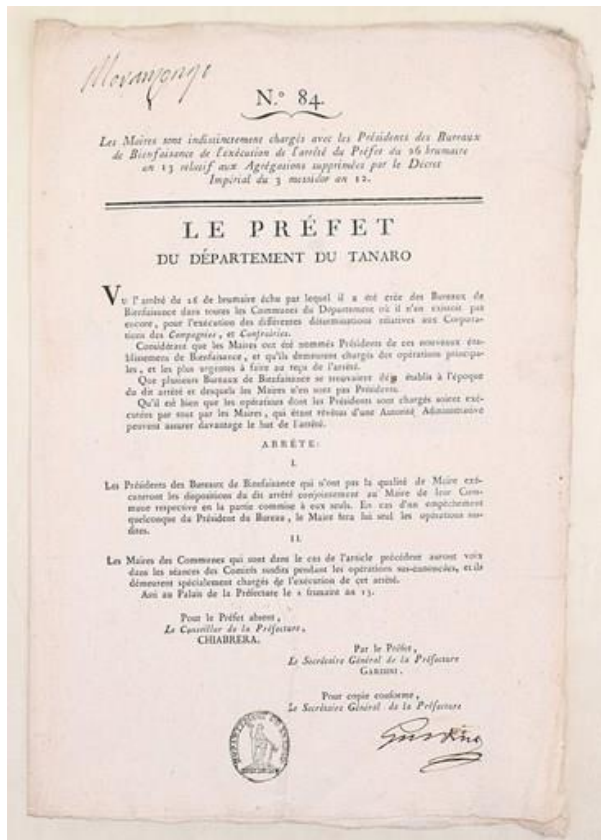 N.º 84.
Les Maires sont indistinctement chargés avec les Présidents des Bureaux
de Bienfaisance de l'exécution de l'arrêté du Préfet du 26 brumaire
an 13 relatif aux Agrégations supprimées par le Décret
Impérial du 3 messidor an 12.
LE PRÉFET
DU DÉPARTEMENT DU TANARO
Vu l'arrêté du 26 de brumaire échu par lequel il a été crée des Bureaux de
Bienfaisance dans toutes les Communes du Département où il n'en existoit pas
encore, pour l'exécution des différentes déterminations relatives aux Corpora-
tions des Compagnies, et Confrairies.
Considérant que les Maires ont été nommés Présidents de ces nouveaux éta-
blissemens de Bienfaisance, et qu'ils demeurent chargés des opérations principa-
les, et les plus urgentes à faire au reçu de l'arrêté.
Que plusieurs Bureaux de Bienfaisance se trouvaient déjà établis à l'époque
du dit arrêté et desquels les Maires n'en sont pas Présidents.
Qu'il est bien que les opérations dont les Présidents sont chargés soient exé-
cutées par tout par les Maires, qui étant révêtus d'une Autorité Administrative
peuvent assurer davantage le but de l'arrêté.
ARRÊTE:
I.
Les Présidents des Bureaux de Bienfaisance qui n'ont pas la qualité de Maire exé-
cuteront les dispositions du dit arrêté conjointement au Maire de leur Com-
mune respective en la partie commise à eux seuls. En cas d'un empêchement
quelconque du Président du Bureau, le Maire fera lui seul les opérations sus-
dites.
II.
Les Maires des Communes qui sont dans le cas de l'article précédent auront voix
dans les séances des Comités susdits pendant les opérations sus-énoncées, et ils
démeurent spécialement chargés de l'exécution de cet arrêté.
Ait au Palais de la Préfecture le frimaire an 13.
Pour le Préfet absent,
Le Conseiller de la Préfecture,
CHIABRERA.
Par le Préfet,
Le Secrétaire Général de la Préfecture
GARDINI.
Pour copie conforme,
Le Secrétaire Général de la Préfecture